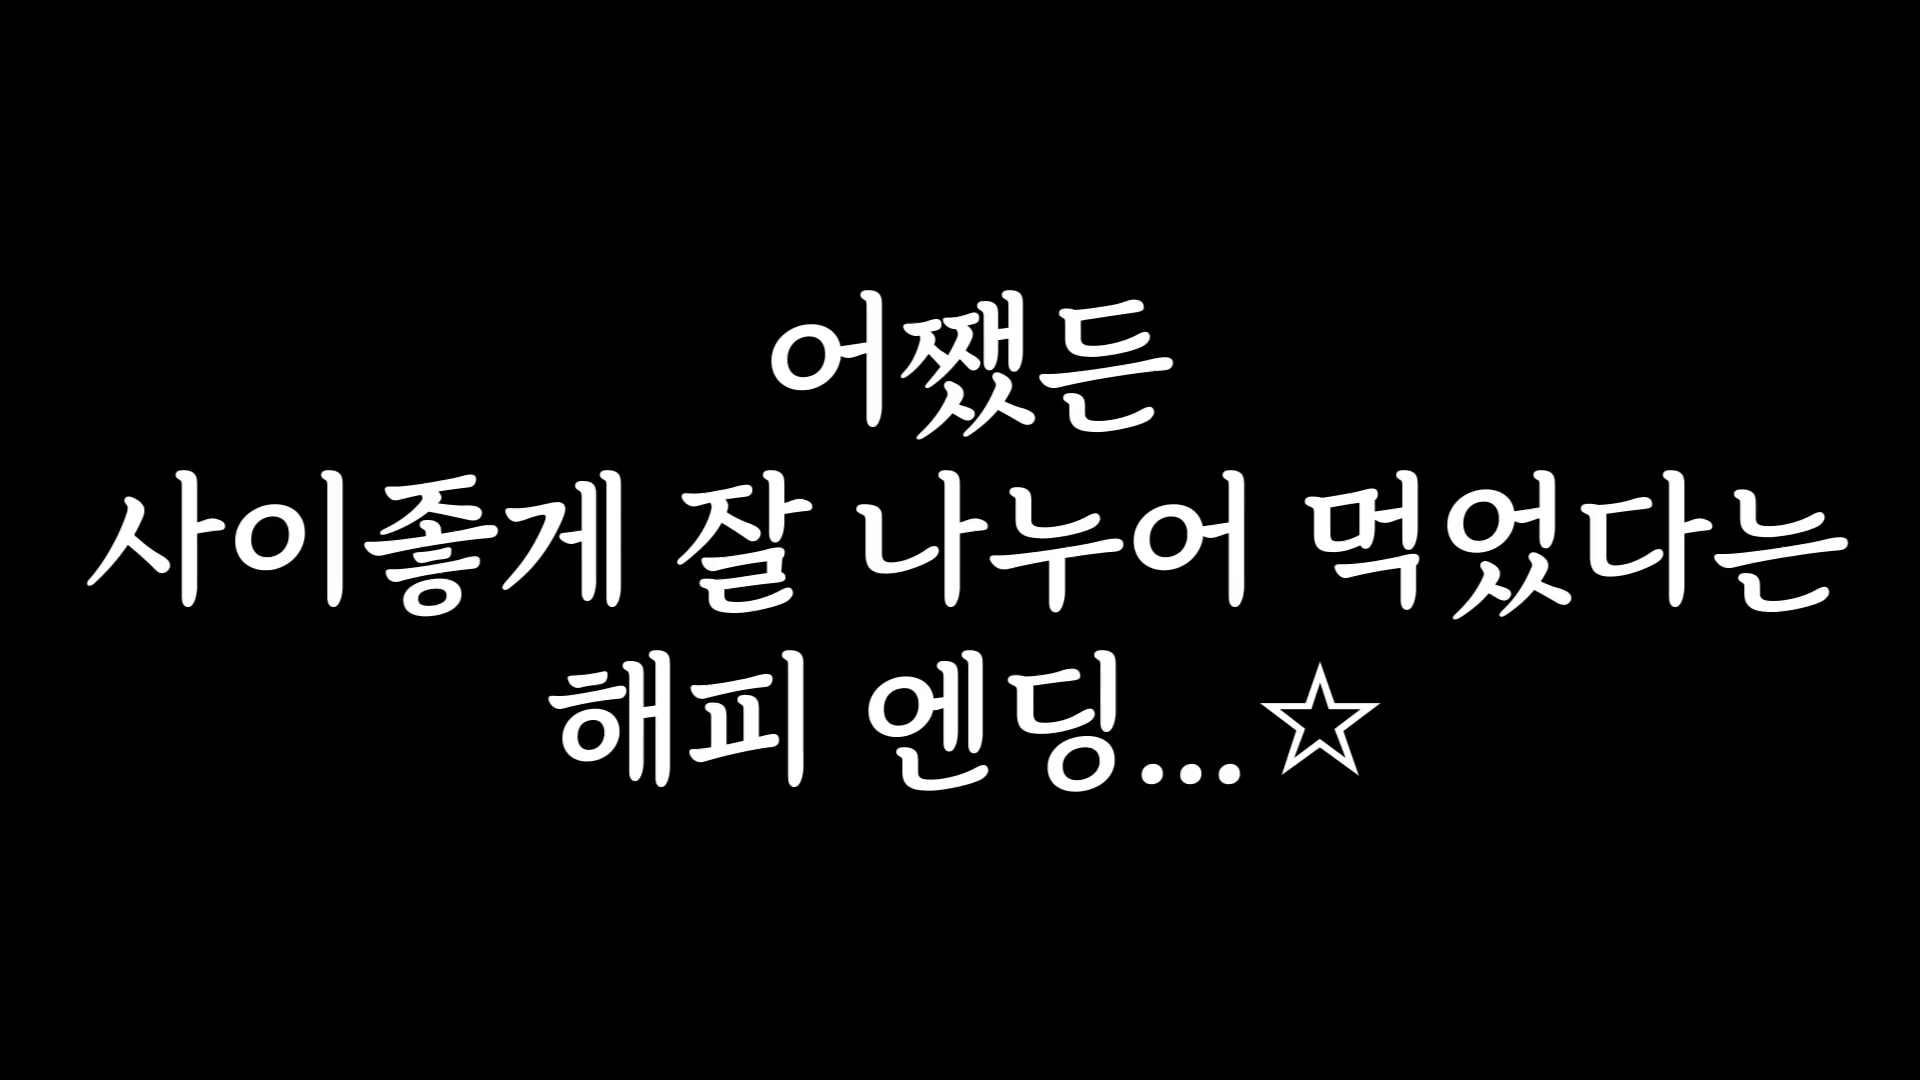 어쨌든
사이좋게 잘 나누어 먹었다는
해피 엔딩...☆